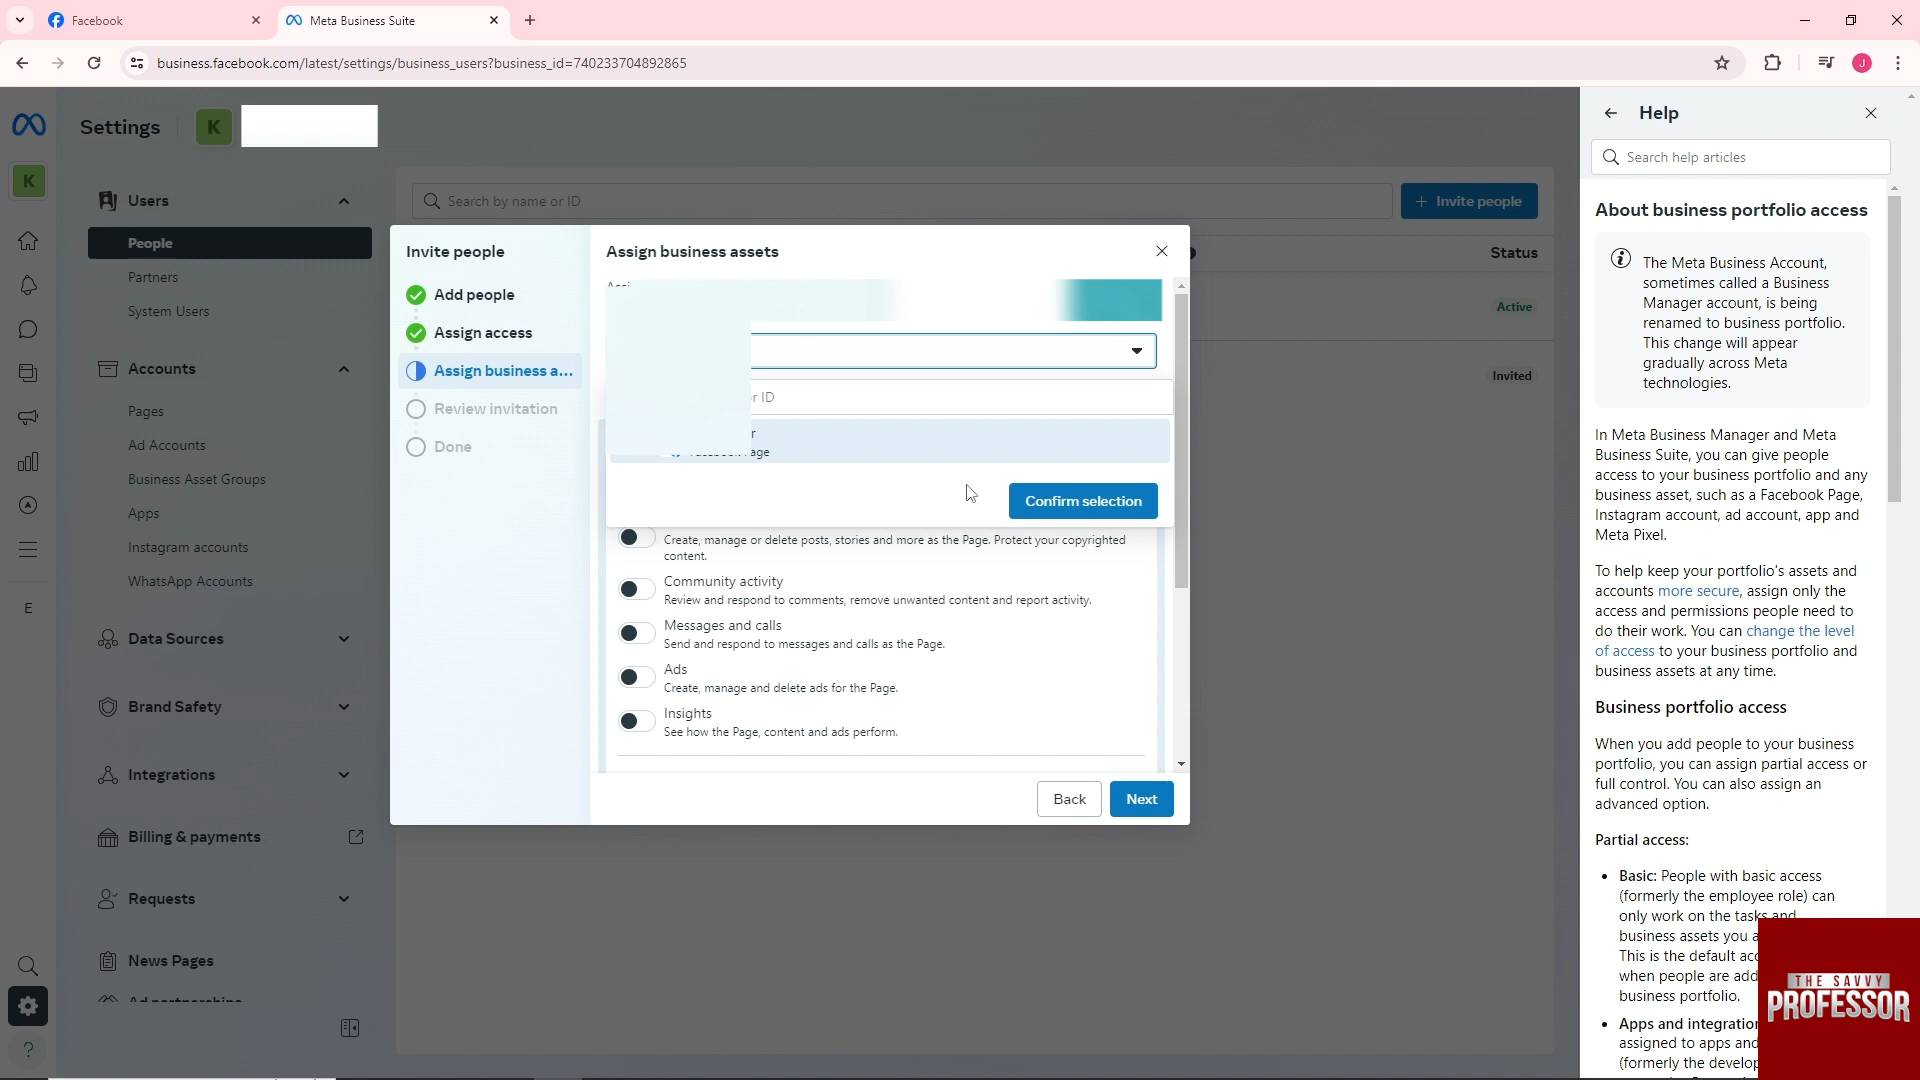 Facebook
Meta Business Suite
business.facebook.com/latest/settings/business_users?business_id=740233704892865
J
Settings
K
K
Users
People
Partners
System Users
Accounts
Pages
Ad Accounts
Business Asset Groups
Apps
Instagram accounts
WhatsApp Accounts
E
Data Sources
Brand Safety
Integrations
Billing & payments
Requests
News Pages
Ad partnerships
Search by name or ID
+ Invite people
Status
Active
Invited
Invite people
Add people
Assign access
Assign business a...
Review invitation
Done
Assign business assets
or ID
Confirm selection
Create, manage or delete posts, stories and more as the Page. Protect your copyrighted
content.
Community activity
Review and respond to comments, remove unwanted content and report activity.
Messages and calls
Send and respond to messages and calls as the Page.
Ads
Create, manage and delete ads for the Page.
Insights
See how the Page, content and ads perform.
Back
Next
Help
Search help articles
About business portfolio access
The Meta Business Account,
sometimes called a Business
Manager account, is being
renamed to business portfolio.
This change will appear
gradually across Meta
technologies.
In Meta Business Manager and Meta
Business Suite, you can give people
access to your business portfolio and any
business asset, such as a Facebook Page,
Instagram account, ad account, app and
Meta Pixel.
To help keep your portfolio's assets and
accounts more secure, assign only the
access and permissions people need to
do their work. You can change the level
of access to your business portfolio and
business assets at any time.
Business portfolio access
When you add people to your business
portfolio, you can assign partial access or
full control. You can also assign an
advanced option.
Partial access:
• Basic: People with basic access
(formerly the employee role) can
only work on the tasks and
business assets you
This is the default
when people are
business portfolio.
• Apps and
assigned to apps and
(formerly the
THE SAVVY
PROFESSOR